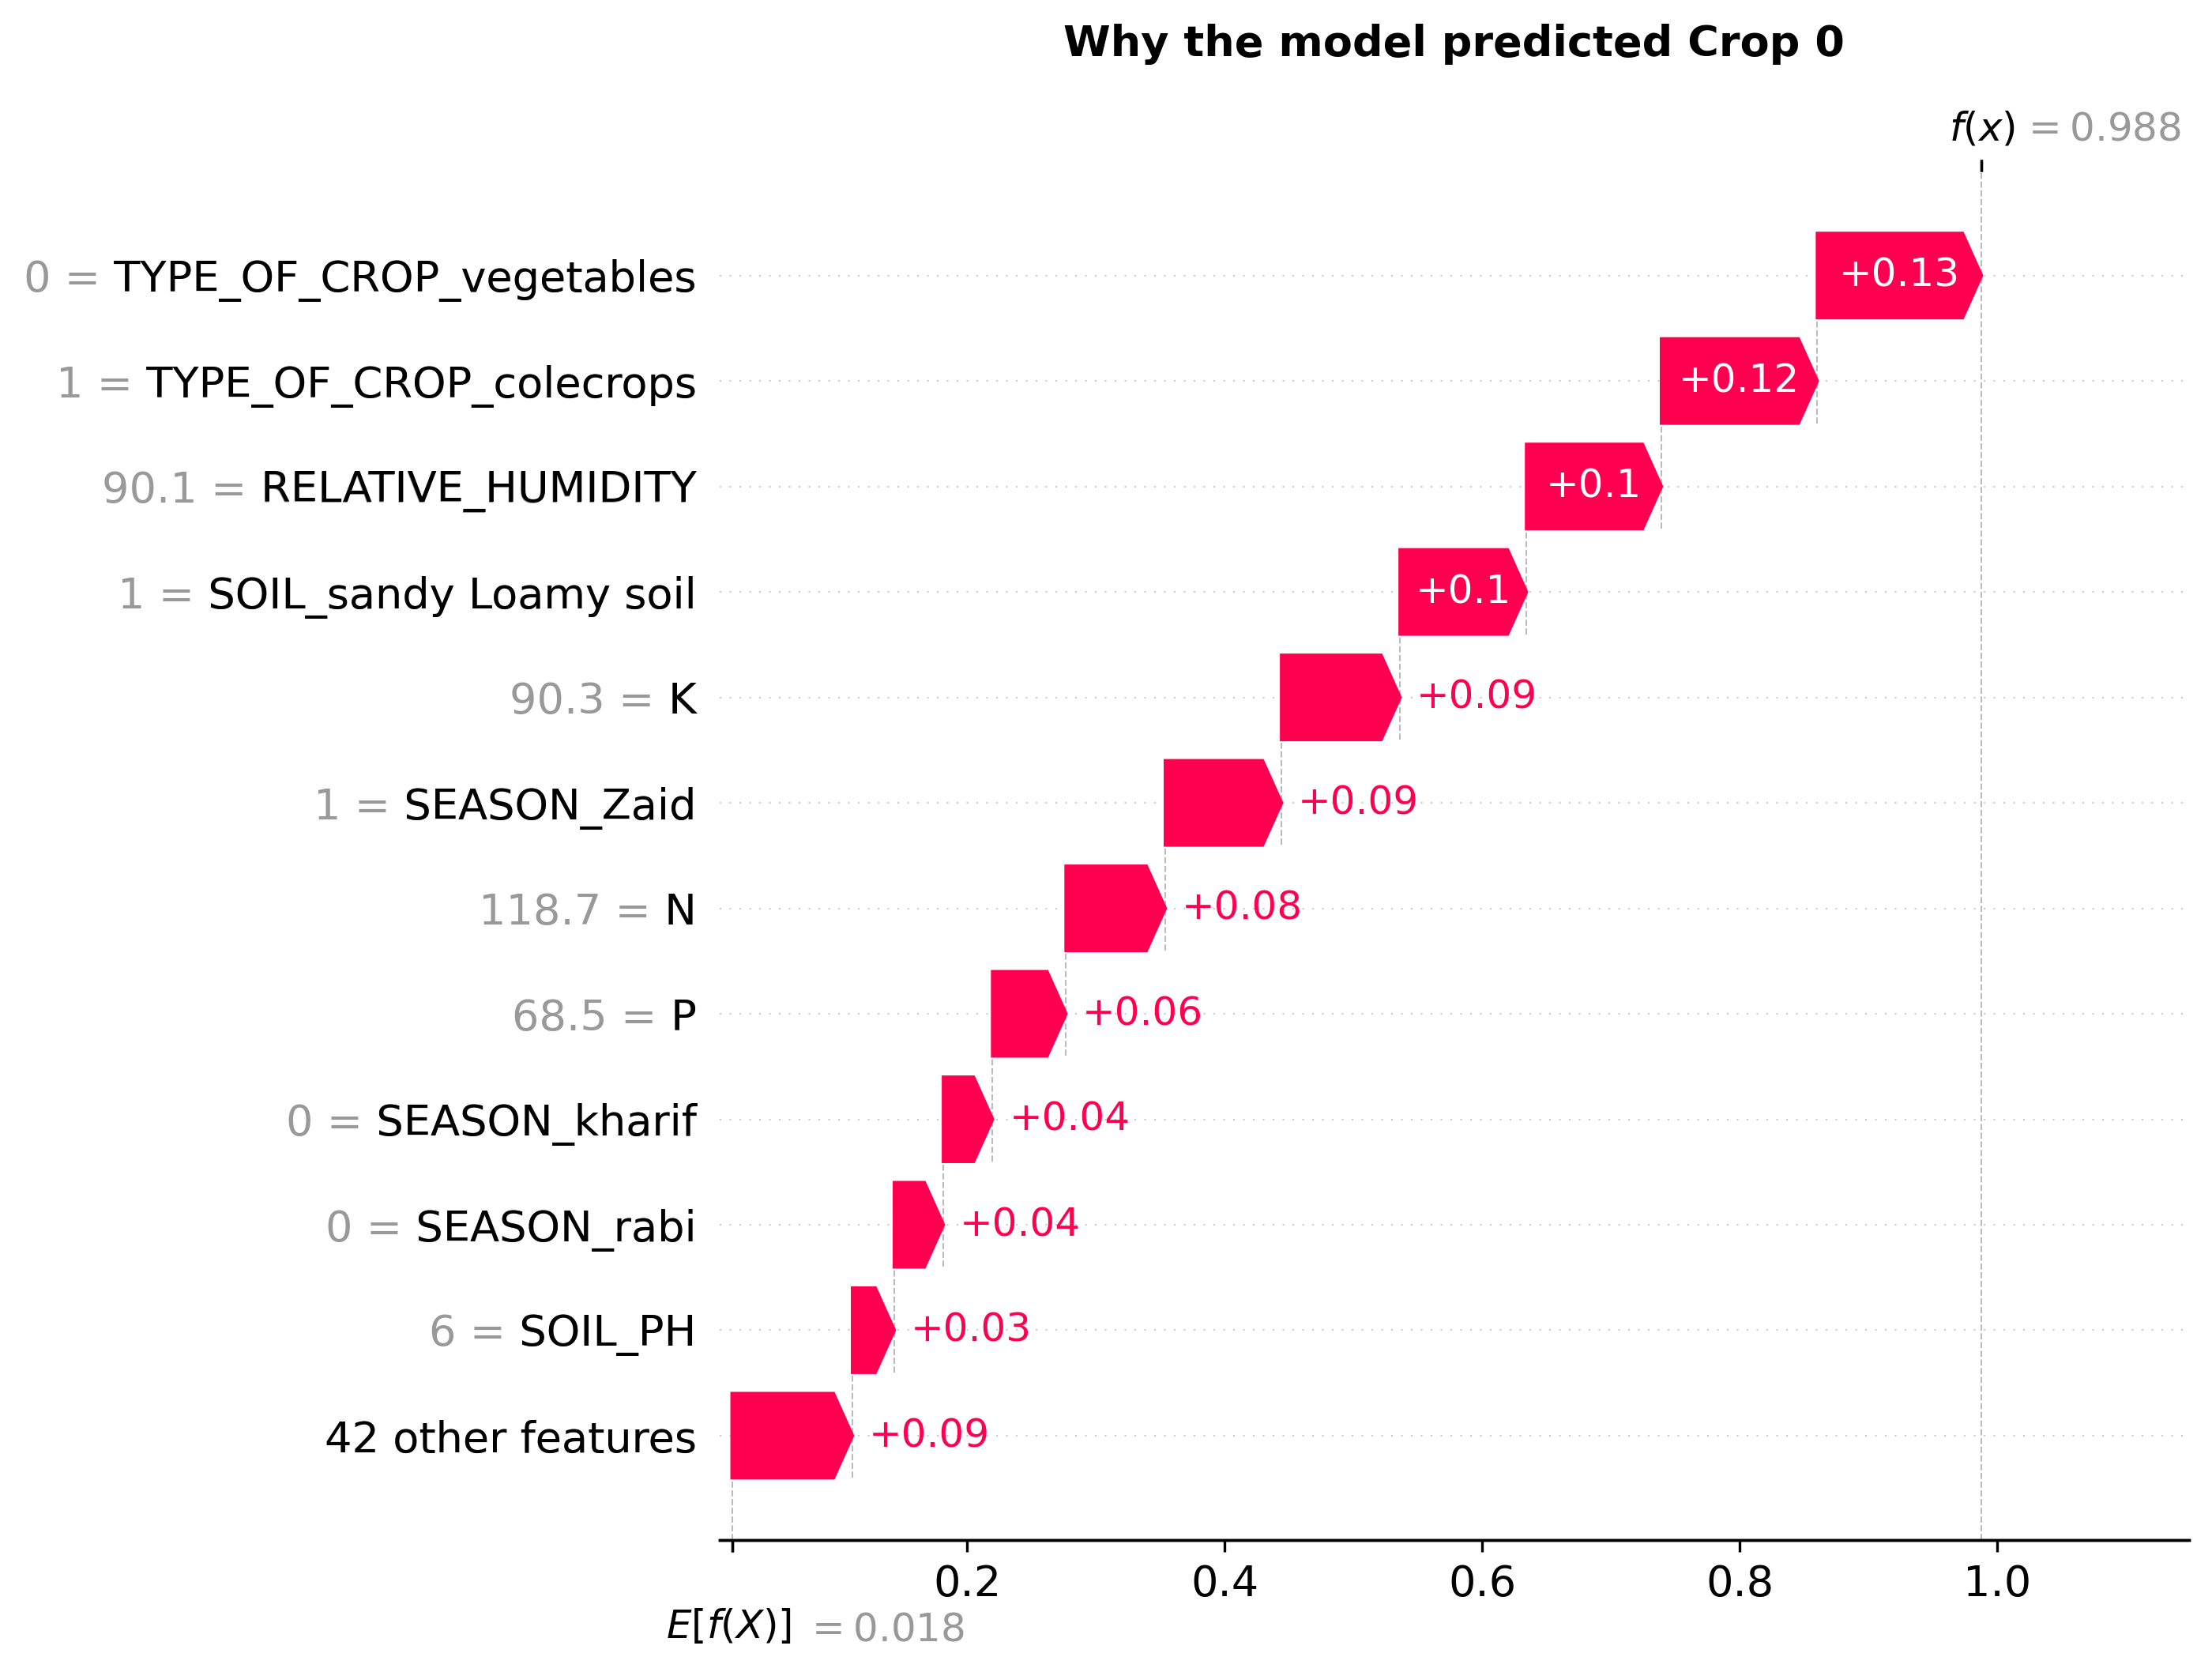 Why the model predicted Crop 0
f(x) = 0.988
0 = TYPE_OF_CROP_vegetables +0.13
1 = TYPE_OF_CROP_colecrops +0.12
90.1 = RELATIVE_HUMIDITY +0.1
1 = SOIL_sandy Loamy soil +0.1
90.3 = K +0.09
1 = SEASON_Zaid +0.09
118.7 = N +0.08
68.5 = P +0.06
0 = SEASON_kharif +0.04
0 = SEASON_rabi +0.04
6 = SOIL_PH +0.03
42 other features +0.09
0.2 0.4 0.6 0.8 1.0
E[f(X)] = 0.018